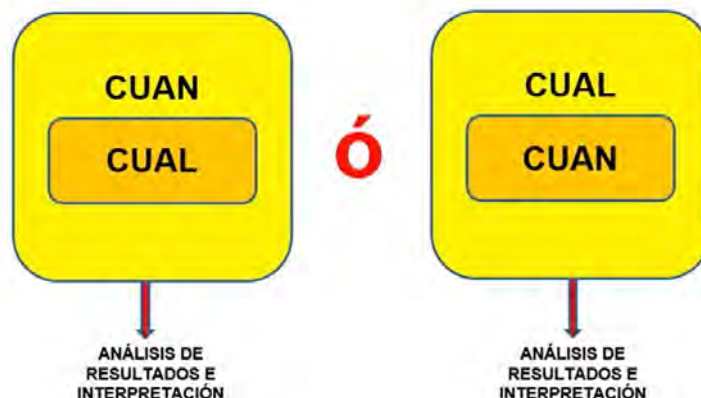 CUAN
CUAL
Ó
CUAL
CUAN
ANÁLISIS DE
RESULTADOS E
INTERPRETACIÓN
ANÁLISIS DE
RESULTADOS E
INTERPRETACIÓN